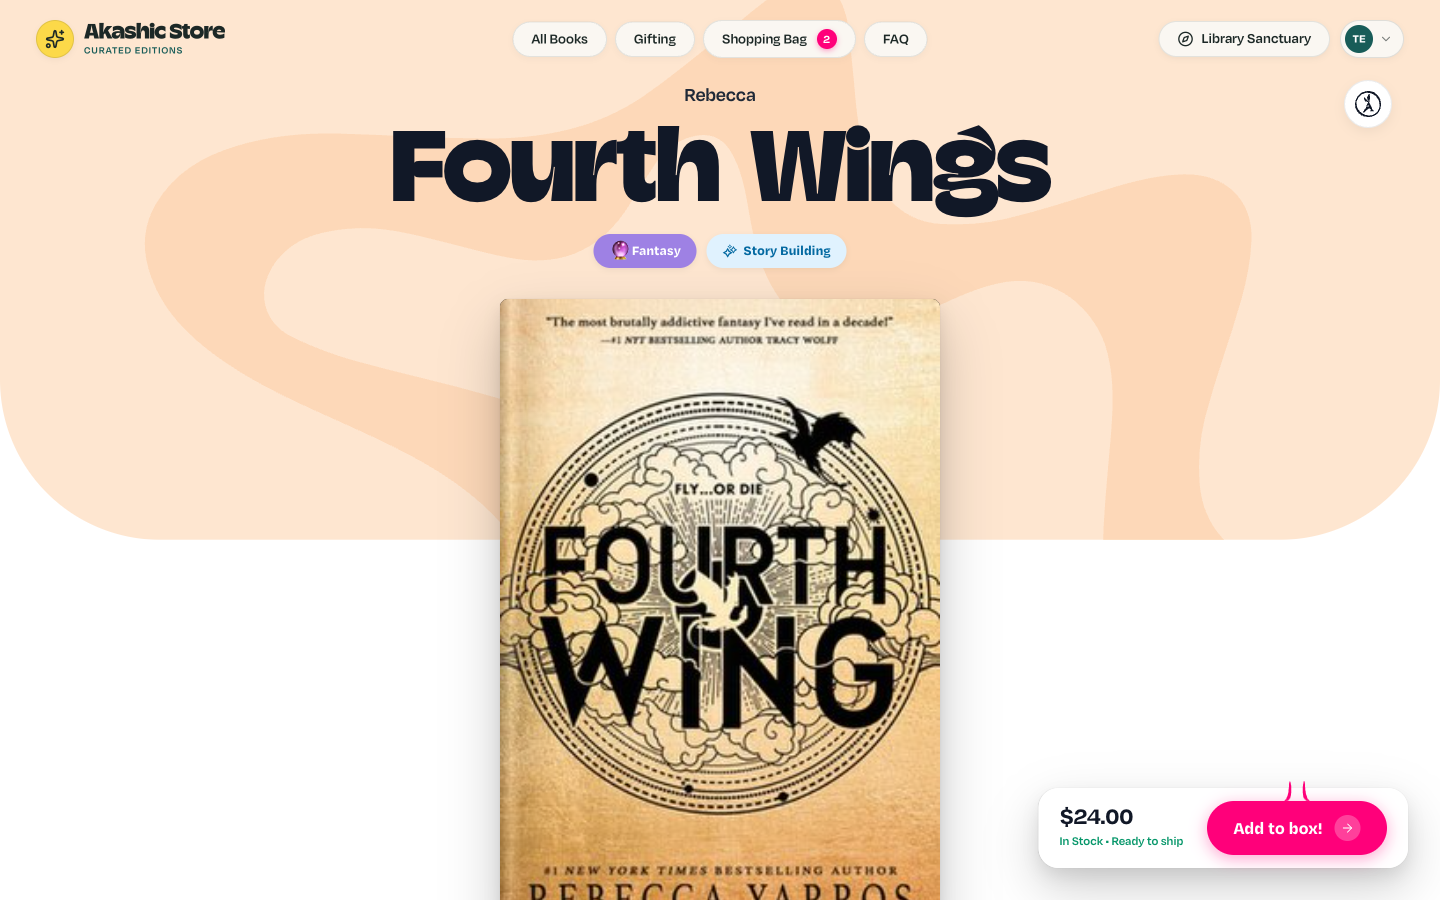 Akashic Store
CURATED EDITIONS
All Books
Gifting
Shopping Bag 2
FAQ
Library Sanctuary
TE
Rebecca
Fourth Wings
Fantasy
Story Building
"The most brutally addictive fantasy I've read in a decade!"
—#1 NYT BESTSELLING AUTHOR TRACY WOLFF
FLY...OR DIE
FOURTH
WING
#1 NEW YORK TIMES BESTSELLING AUTHOR
REBECCA YARROS
$24.00
In Stock • Ready to ship
Add to box!